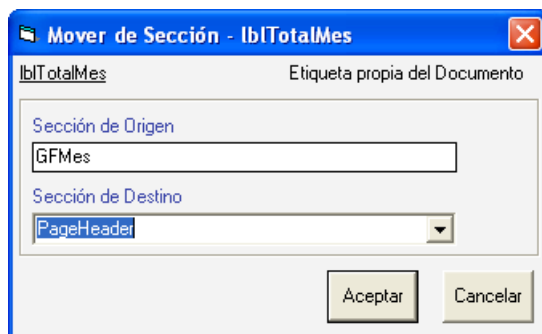 Mover de Sección - lblTotalMes
lblTotalMes
Etiqueta propia del Documento
Sección de Origen
GFMes
Sección de Destino
PageHeader
Aceptar
Cancelar